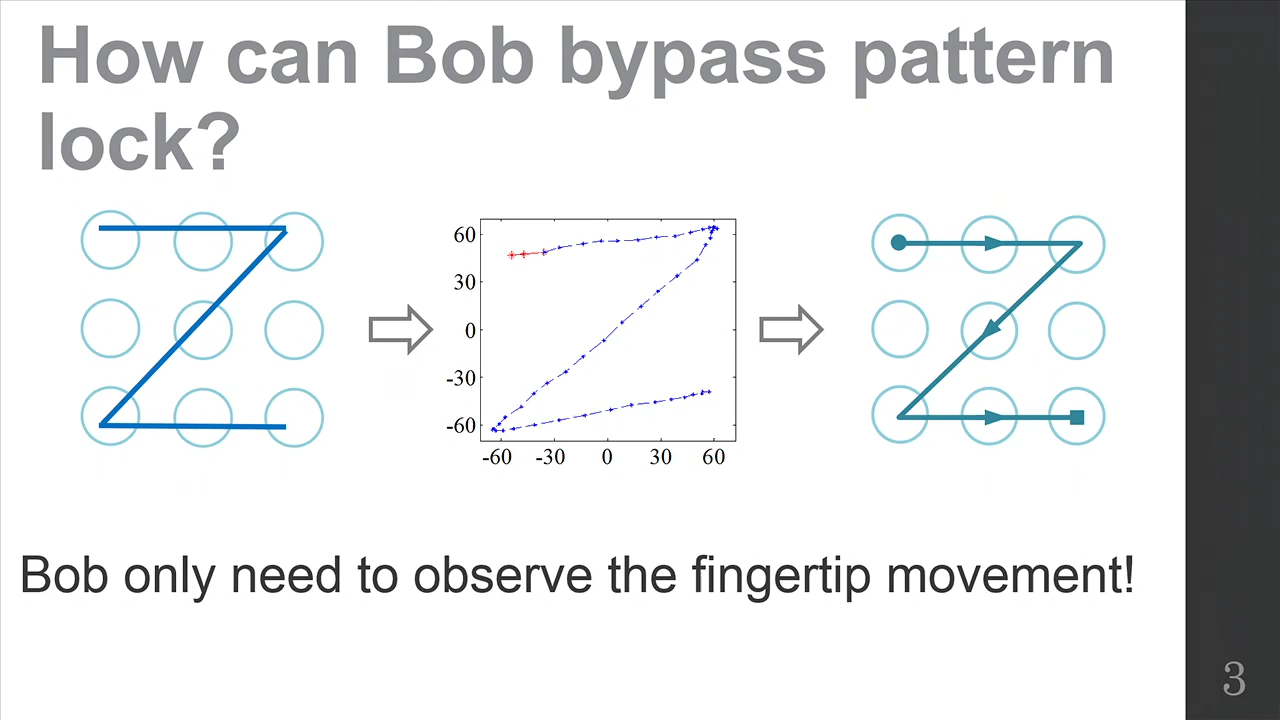 How can Bob bypass pattern
lock?
60
30
0
-30
-60
-60 -30 0 30 60
Bob only need to observe the fingertip movement!
3